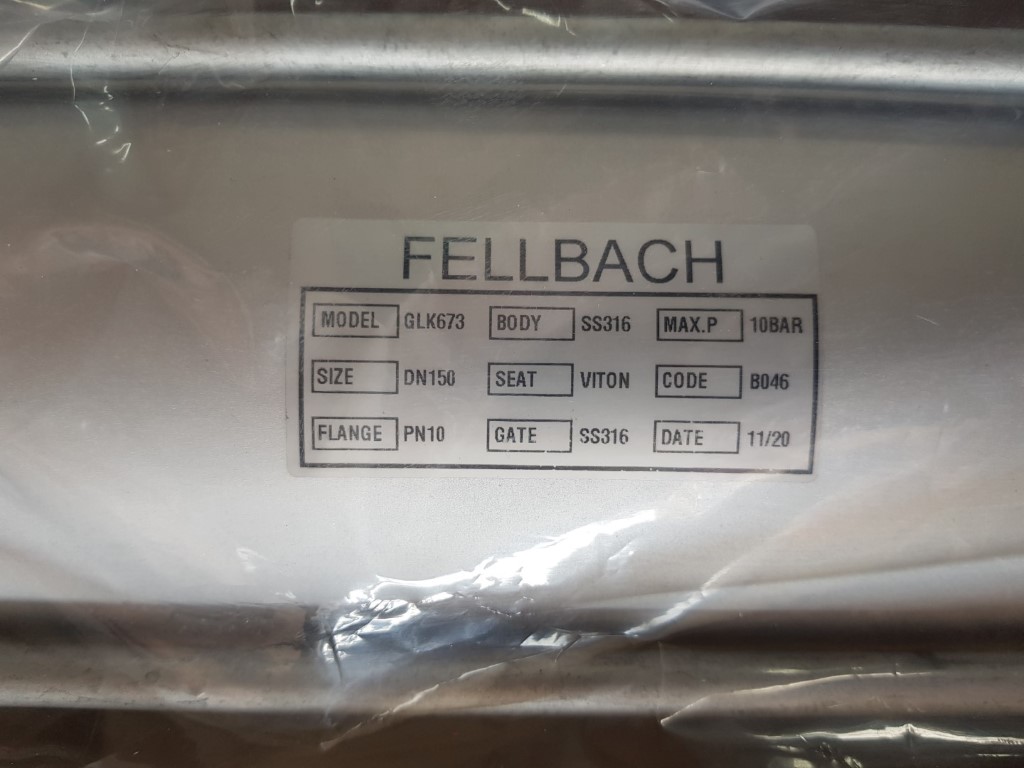 FELLBACH
MODEL GLK673 BODY SS316 MAX.P 10BAR
SIZE DN150 SEAT VITON CODE B046
FLANGE PN10 GATE SS316 DATE 11/20